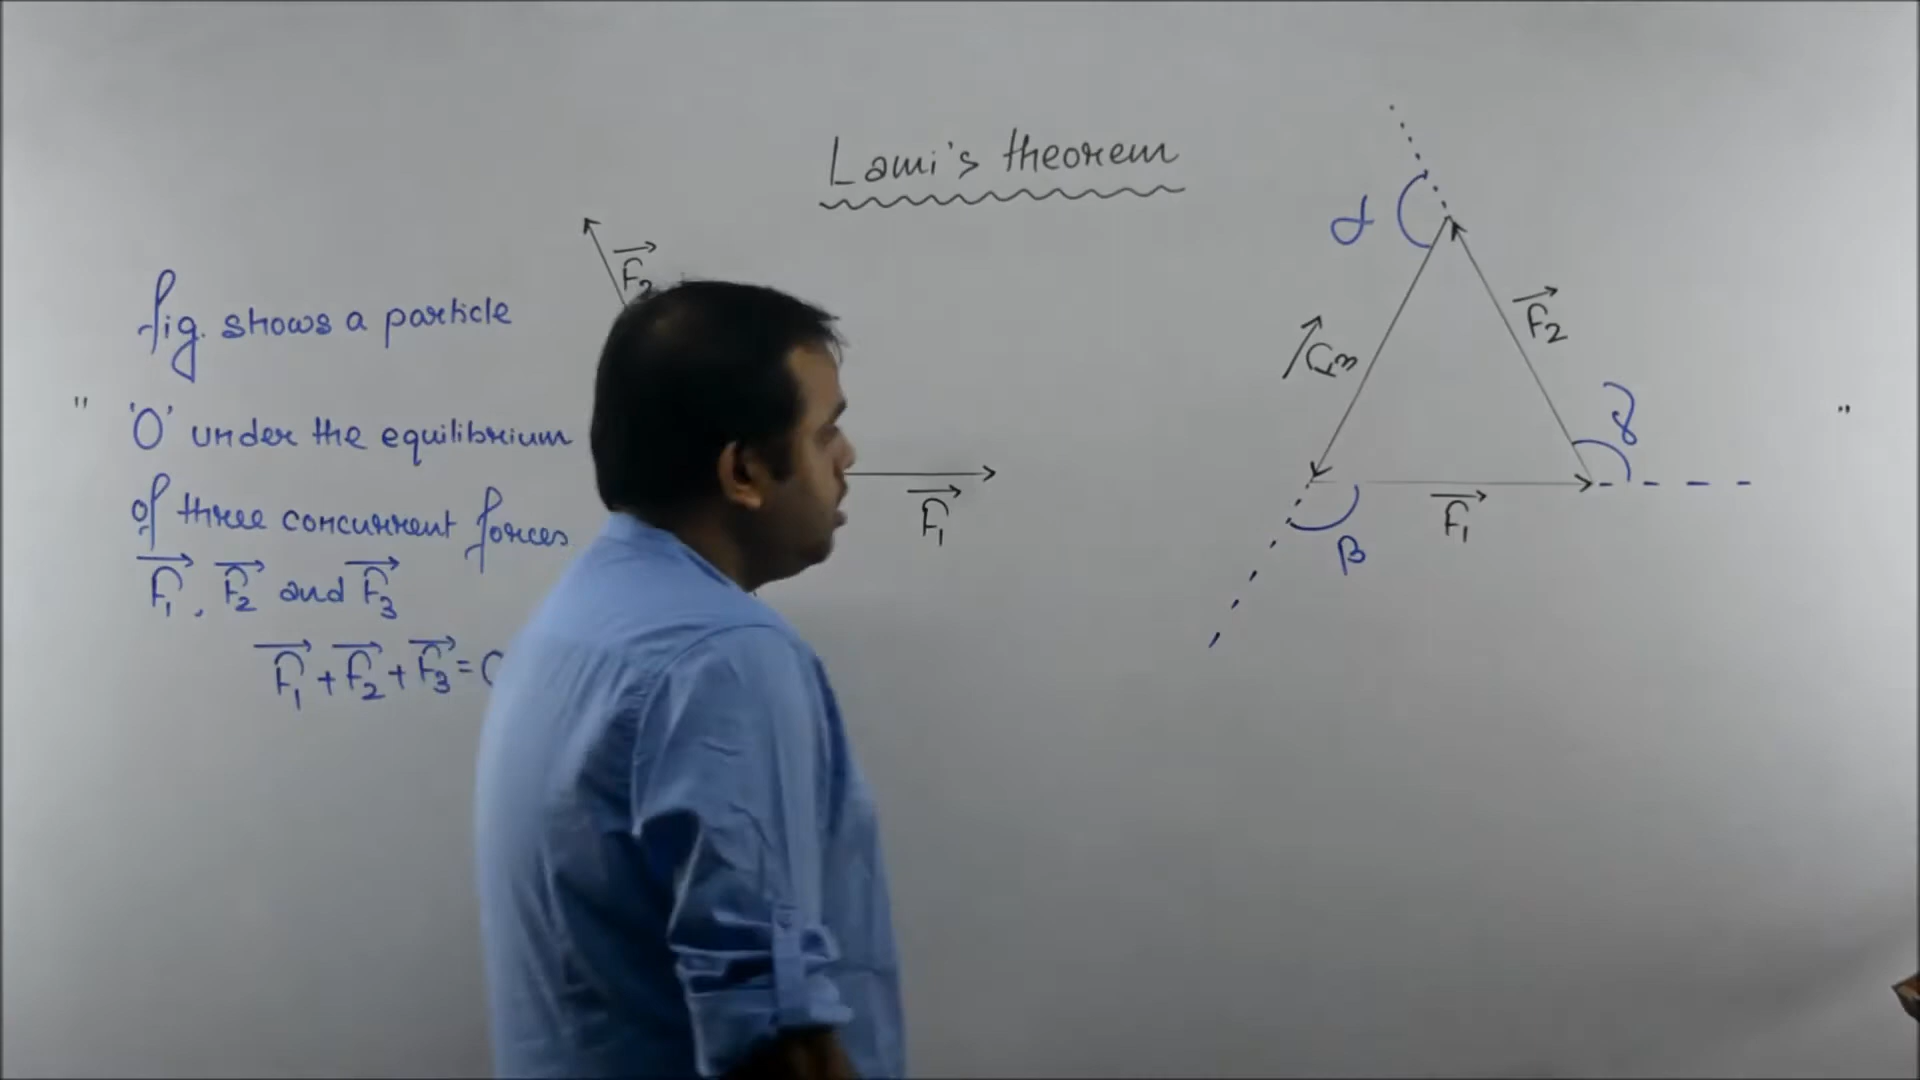 Lami's theorem
fig. shows a particle
" 'O' under the equilibrium
of three concurrent forces
F₁, F₂ and F₃
F₁ + F₂ + F₃ =
F₂
F₁
α
F₃
F₂
γ
F₁
β
"